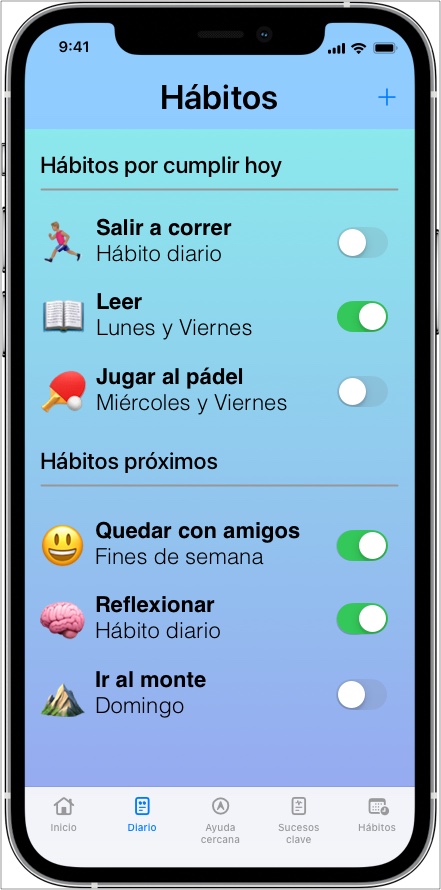 9:41
Hábitos
+
Hábitos por cumplir hoy
Salir a correr
Hábito diario
Leer
Lunes y Viernes
Jugar al pádel
Miércoles y Viernes
Hábitos próximos
Quedar con amigos
Fines de semana
Reflexionar
Hábito diario
Ir al monte
Domingo
Inicio
Diario
Ayuda
cercana
Sucesos
clave
Hábitos